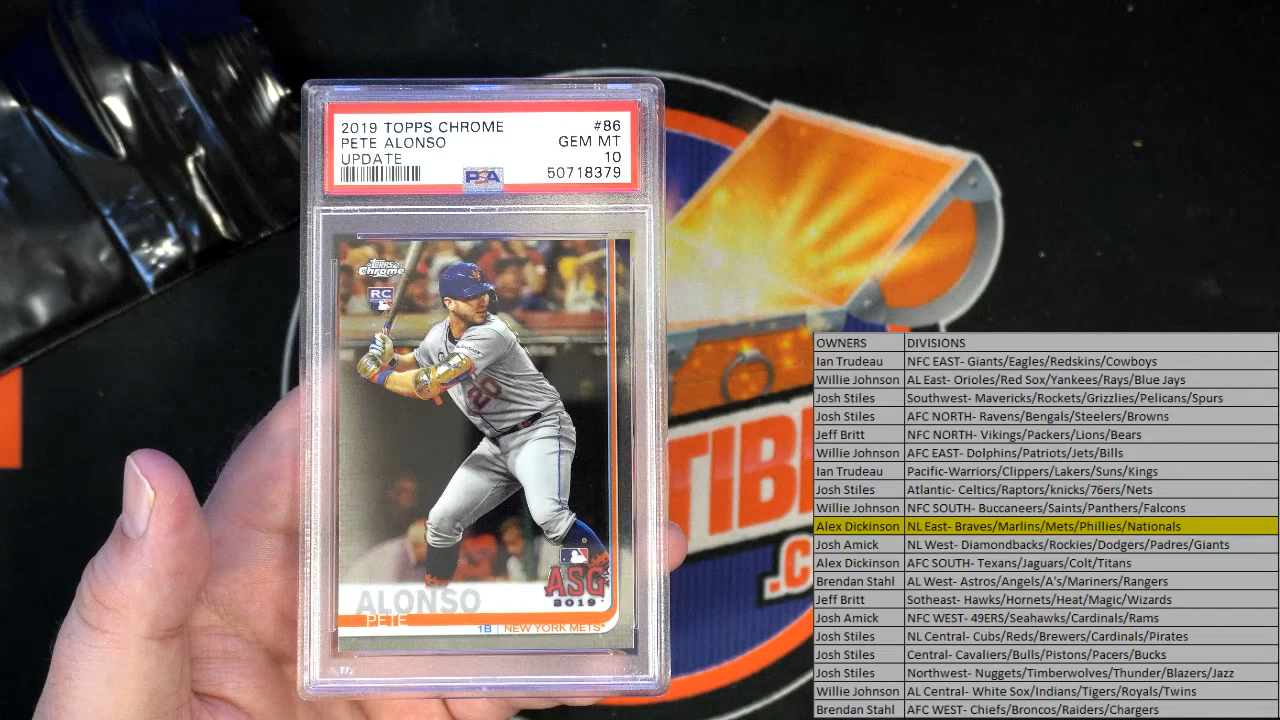 2019 TOPPS CHROME #86
PETE ALONSO GEM MT
UPDATE 10
PSA 50718379
Topps Chrome
RC
20
ASG
2019
ALONSO
PETE
1B | NEW YORK METS
TIB
.C
OWNERS DIVISIONS
Ian Trudeau NFC EAST- Giants/Eagles/Redskins/Cowboys
Willie Johnson AL East- Orioles/Red Sox/Yankees/Rays/Blue Jays
Josh Stiles Southwest- Mavericks/Rockets/Grizzlies/Pelicans/Spurs
Josh Stiles AFC NORTH- Ravens/Bengals/Steelers/Browns
Jeff Britt NFC NORTH- Vikings/Packers/Lions/Bears
Willie Johnson AFC EAST- Dolphins/Patriots/Jets/Bills
Ian Trudeau Pacific-Warriors/Clippers/Lakers/Suns/Kings
Josh Stiles Atlantic- Celtics/Raptors/knicks/76ers/Nets
Willie Johnson NFC SOUTH- Buccaneers/Saints/Panthers/Falcons
Alex Dickinson NL East- Braves/Marlins/Mets/Phillies/Nationals
Josh Amick NL West- Diamondbacks/Rockies/Dodgers/Padres/Giants
Alex Dickinson AFC SOUTH- Texans/Jaguars/Colt/Titans
Brendan Stahl AL West- Astros/Angels/A's/Mariners/Rangers
Jeff Britt Sotheast- Hawks/Hornets/Heat/Magic/Wizards
Josh Amick NFC WEST- 49ERS/Seahawks/Cardinals/Rams
Josh Stiles NL Central- Cubs/Reds/Brewers/Cardinals/Pirates
Josh Stiles Central- Cavaliers/Bulls/Pistons/Pacers/Bucks
Josh Stiles Northwest- Nuggets/Timberwolves/Thunder/Blazers/Jazz
Willie Johnson AL Central- White Sox/Indians/Tigers/Royals/Twins
Brendan Stahl AFC WEST- Chiefs/Broncos/Raiders/Chargers